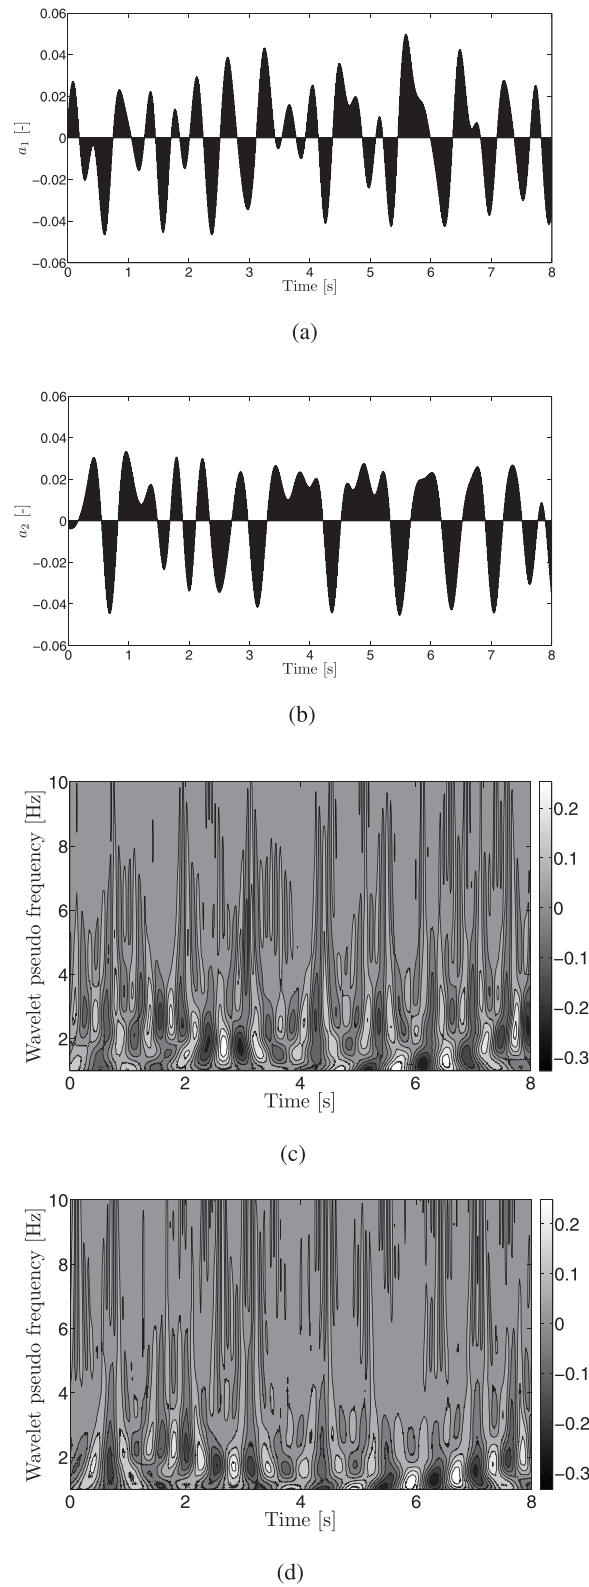 0.06
0.04
0.02
0
−0.02
−0.04
−0.06
a1 [-]
0 1 2 3 4 5 6 7 8
Time [s]
(a)
0.06
0.04
0.02
0
−0.02
−0.04
−0.06
a2 [-]
0 1 2 3 4 5 6 7 8
Time [s]
(b)
10
8
6
4
2
Wavelet pseudo frequency [Hz]
0 2 4 6 8
Time [s]
0.2
0.1
0
−0.1
−0.2
−0.3
(c)
10
8
6
4
2
Wavelet pseudo frequency [Hz]
0 2 4 6 8
Time [s]
0.2
0.1
0
−0.1
−0.2
−0.3
(d)